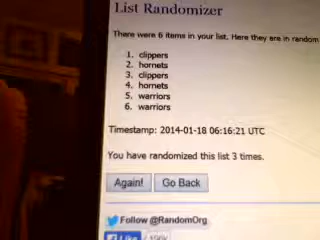 List Randomizer
There were 6 items in your list. Here they are in random
1. clippers
2. hornets
3. clippers
4. hornets
5. warriors
6. warriors
Timestamp: 2014-01-18 06:16:21 UTC
You have randomized this list 3 times.
Again! Go Back
Follow @RandomOrg
Like